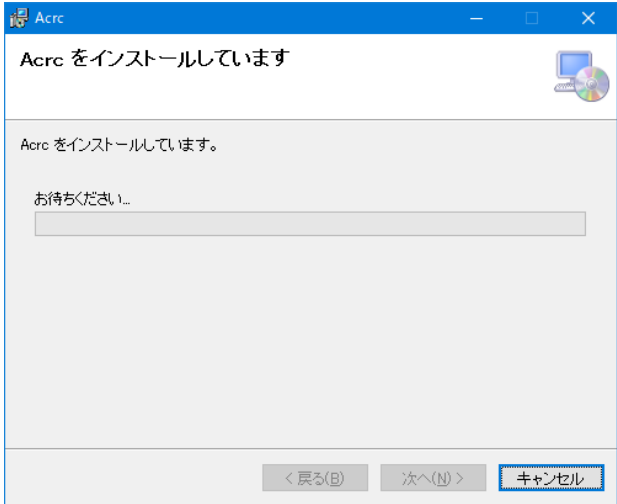 Acrc
Acrc をインストールしています
Acrc をインストールしています。
お待ちください...
< 戻る(B)
次へ(N) >
キャンセル